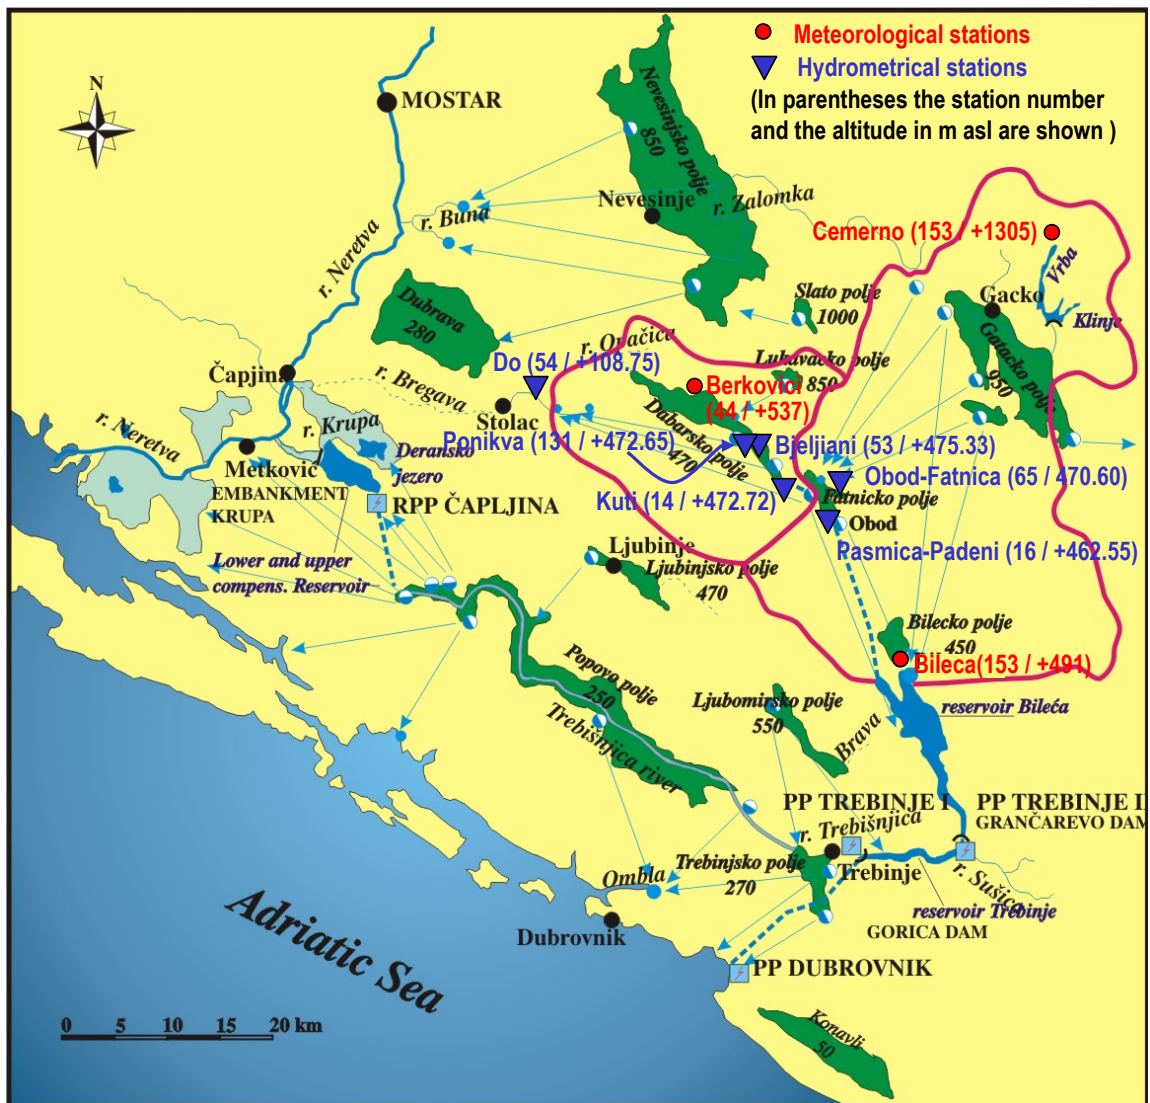 Meteorological stations
Hydrometrical stations
(In parentheses the station number
and the altitude in m asl are shown )
N
MOSTAR
Nevesinjsko polje
850
Nevesinje
r. Zalomka
r. Buna
r. Neretva
Cemerno (153 / +1305)
Vrba
Gacko
Klinje
Gatačko polje
950
Slato polje
1000
Dubrava
280
r. Opačica
Lukavačko polje
850
Do (54 / +108.75)
Čapjina
r. Bregava
Stolac
Berkovici
(44 / +537)
Dabarsko polje
470
r. Neretva
r. Krupa
Deransko
jezero
Metković
EMBANKMENT
KRUPA
RPP ČAPLJINA
Ponikva (131 / +472.65)
Bjeljiani (53 / +475.33)
Obod-Fatnica (65 / 470.60)
Kuti (14 / +472.72)
Fatnicko polje
Obod
Pasmica-Padeni (16 / +462.55)
Lower and upper
compens. Reservoir
Ljubinje
Ljubinjsko polje
470
Bilecko polje
450
Bileca(153 / +491)
Popovo polje
250
Trebišnjica river
Ljubomirsko polje
550
Brava
reservoir Bileća
PP TREBINJE I
PP TREBINJE II
GRANČAREVO DAM
r. Trebišnjica
Trebinje
r. Sušica
Trebinjsko polje
270
reservoir Trebinje
GORICA DAM
Ombla
Dubrovnik
PP DUBROVNIK
Adriatic Sea
Konavli
50
0 5 10 15 20 km